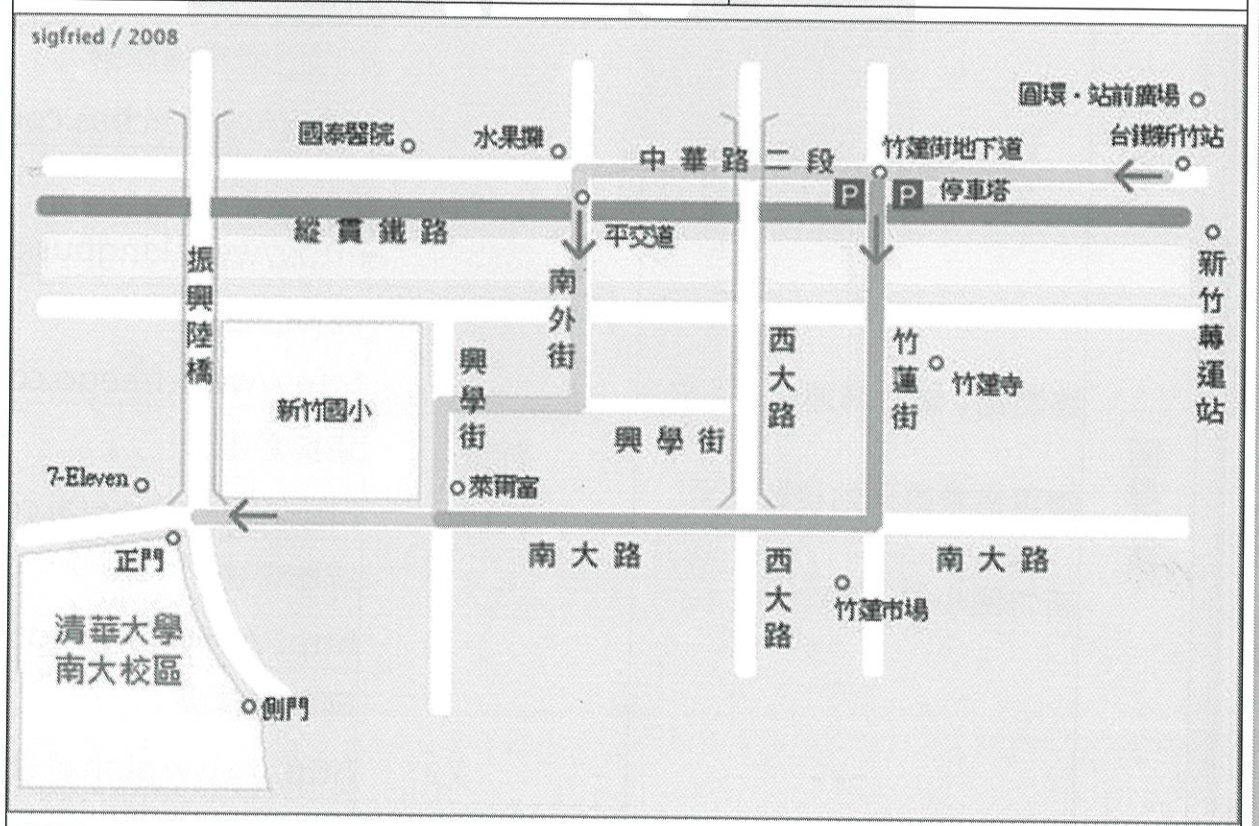 sigfried / 2008
圓環・站前廣場
台鐵新竹站
國泰醫院
水果攤
中華路二段
竹蓮街地下道
P
P
停車塔
縱貫鐵路
平交道
新竹轉運站
振興陸橋
南外街
西大路
竹蓮街
竹蓮寺
興學街
新竹國小
興學街
7-Eleven
萊爾富
正門
南大路
西大路
南大路
竹蓮市場
清華大學
南大校區
側門